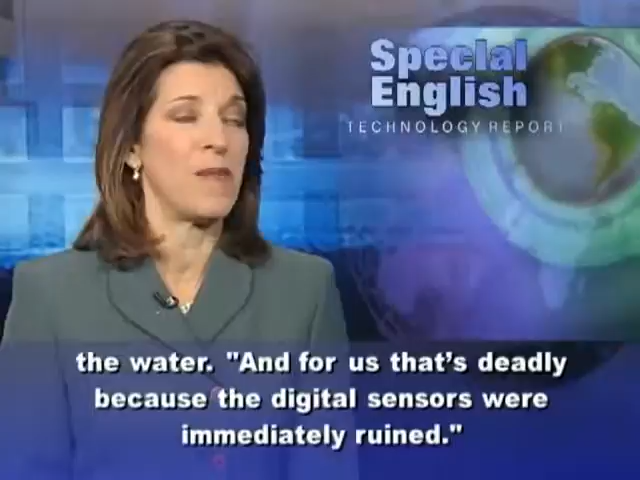 Special
English
TECHNOLOGY REPORT
the water. "And for us that's deadly
because the digital sensors were
immediately ruined."